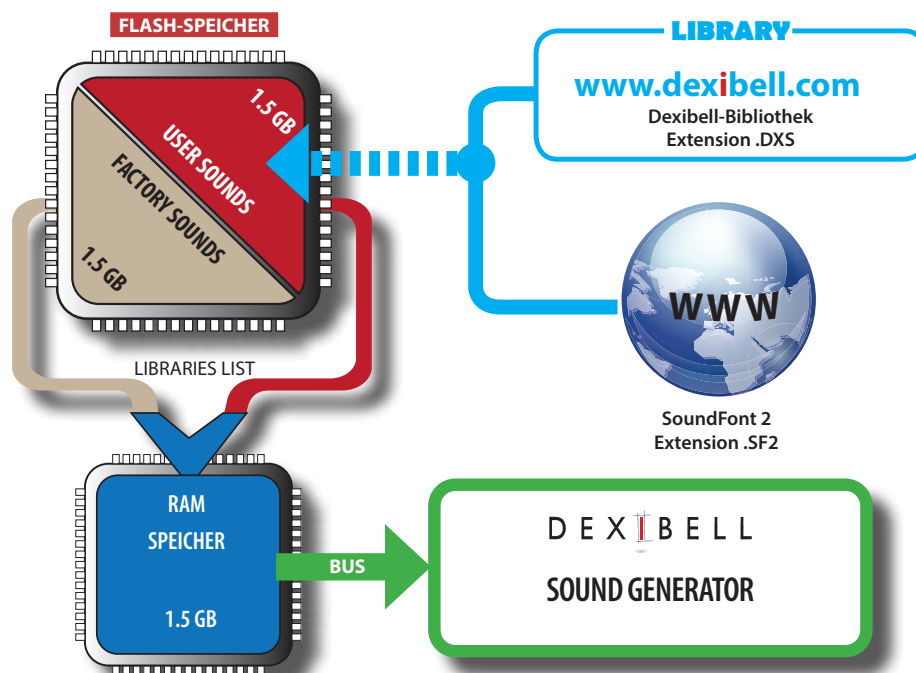 FLASH-SPEICHER
1.5 GB
USER SOUNDS
FACTORY SOUNDS
1.5 GB
LIBRARY
www.dexibell.com
Dexibell-Bibliothek
Extension .DXS
WWW
SoundFont 2
Extension .SF2
LIBRARIES LIST
RAM
SPEICHER
1.5 GB
BUS
DEXIBELL
SOUND GENERATOR